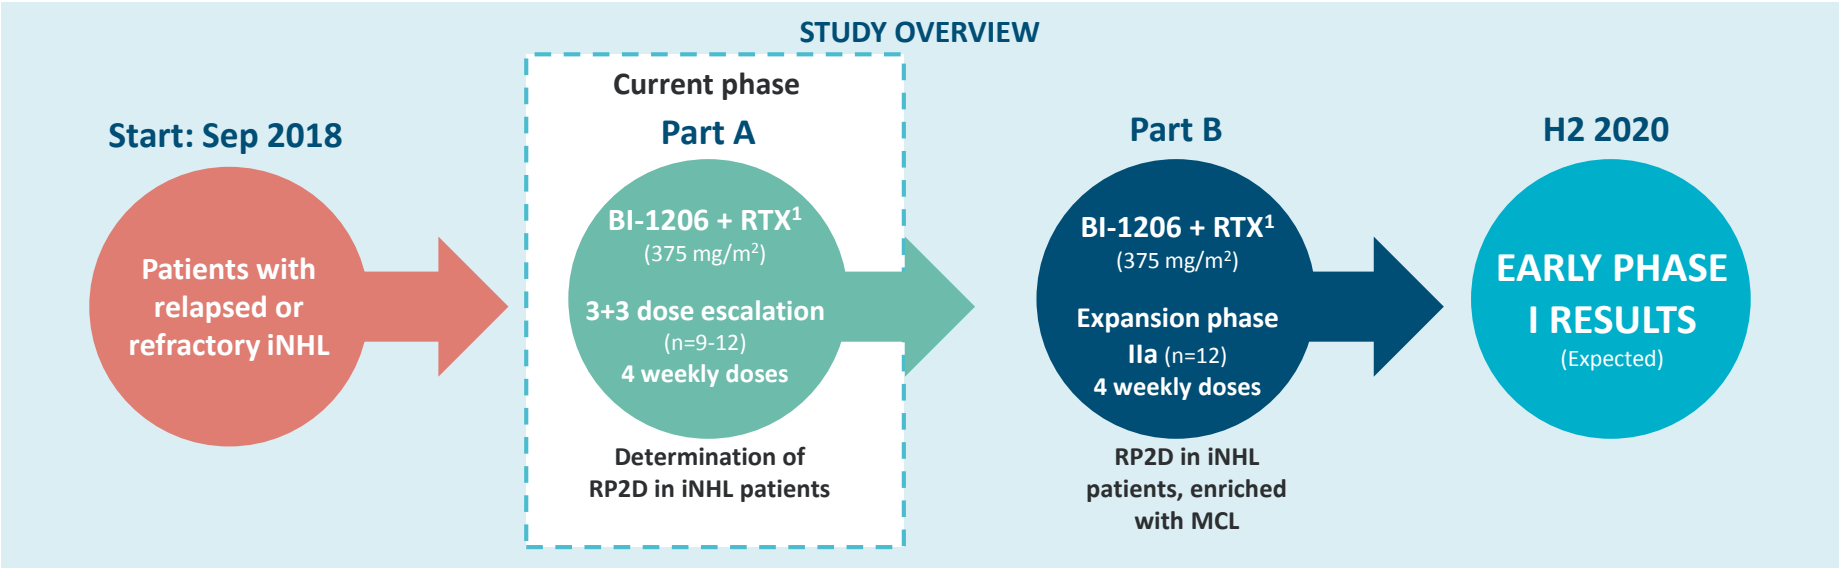 STUDY OVERVIEW
Start: Sep 2018
Patients with
relapsed or
refractory iNHL
Current phase
Part A
BI-1206 + RTX¹
(375 mg/m²)
3+3 dose escalation
(n=9-12)
4 weekly doses
Determination of
RP2D in iNHL patients
Part B
BI-1206 + RTX¹
(375 mg/m²)
Expansion phase
IIa (n=12)
4 weekly doses
RP2D in iNHL
patients, enriched
with MCL
H2 2020
EARLY PHASE
I RESULTS
(Expected)